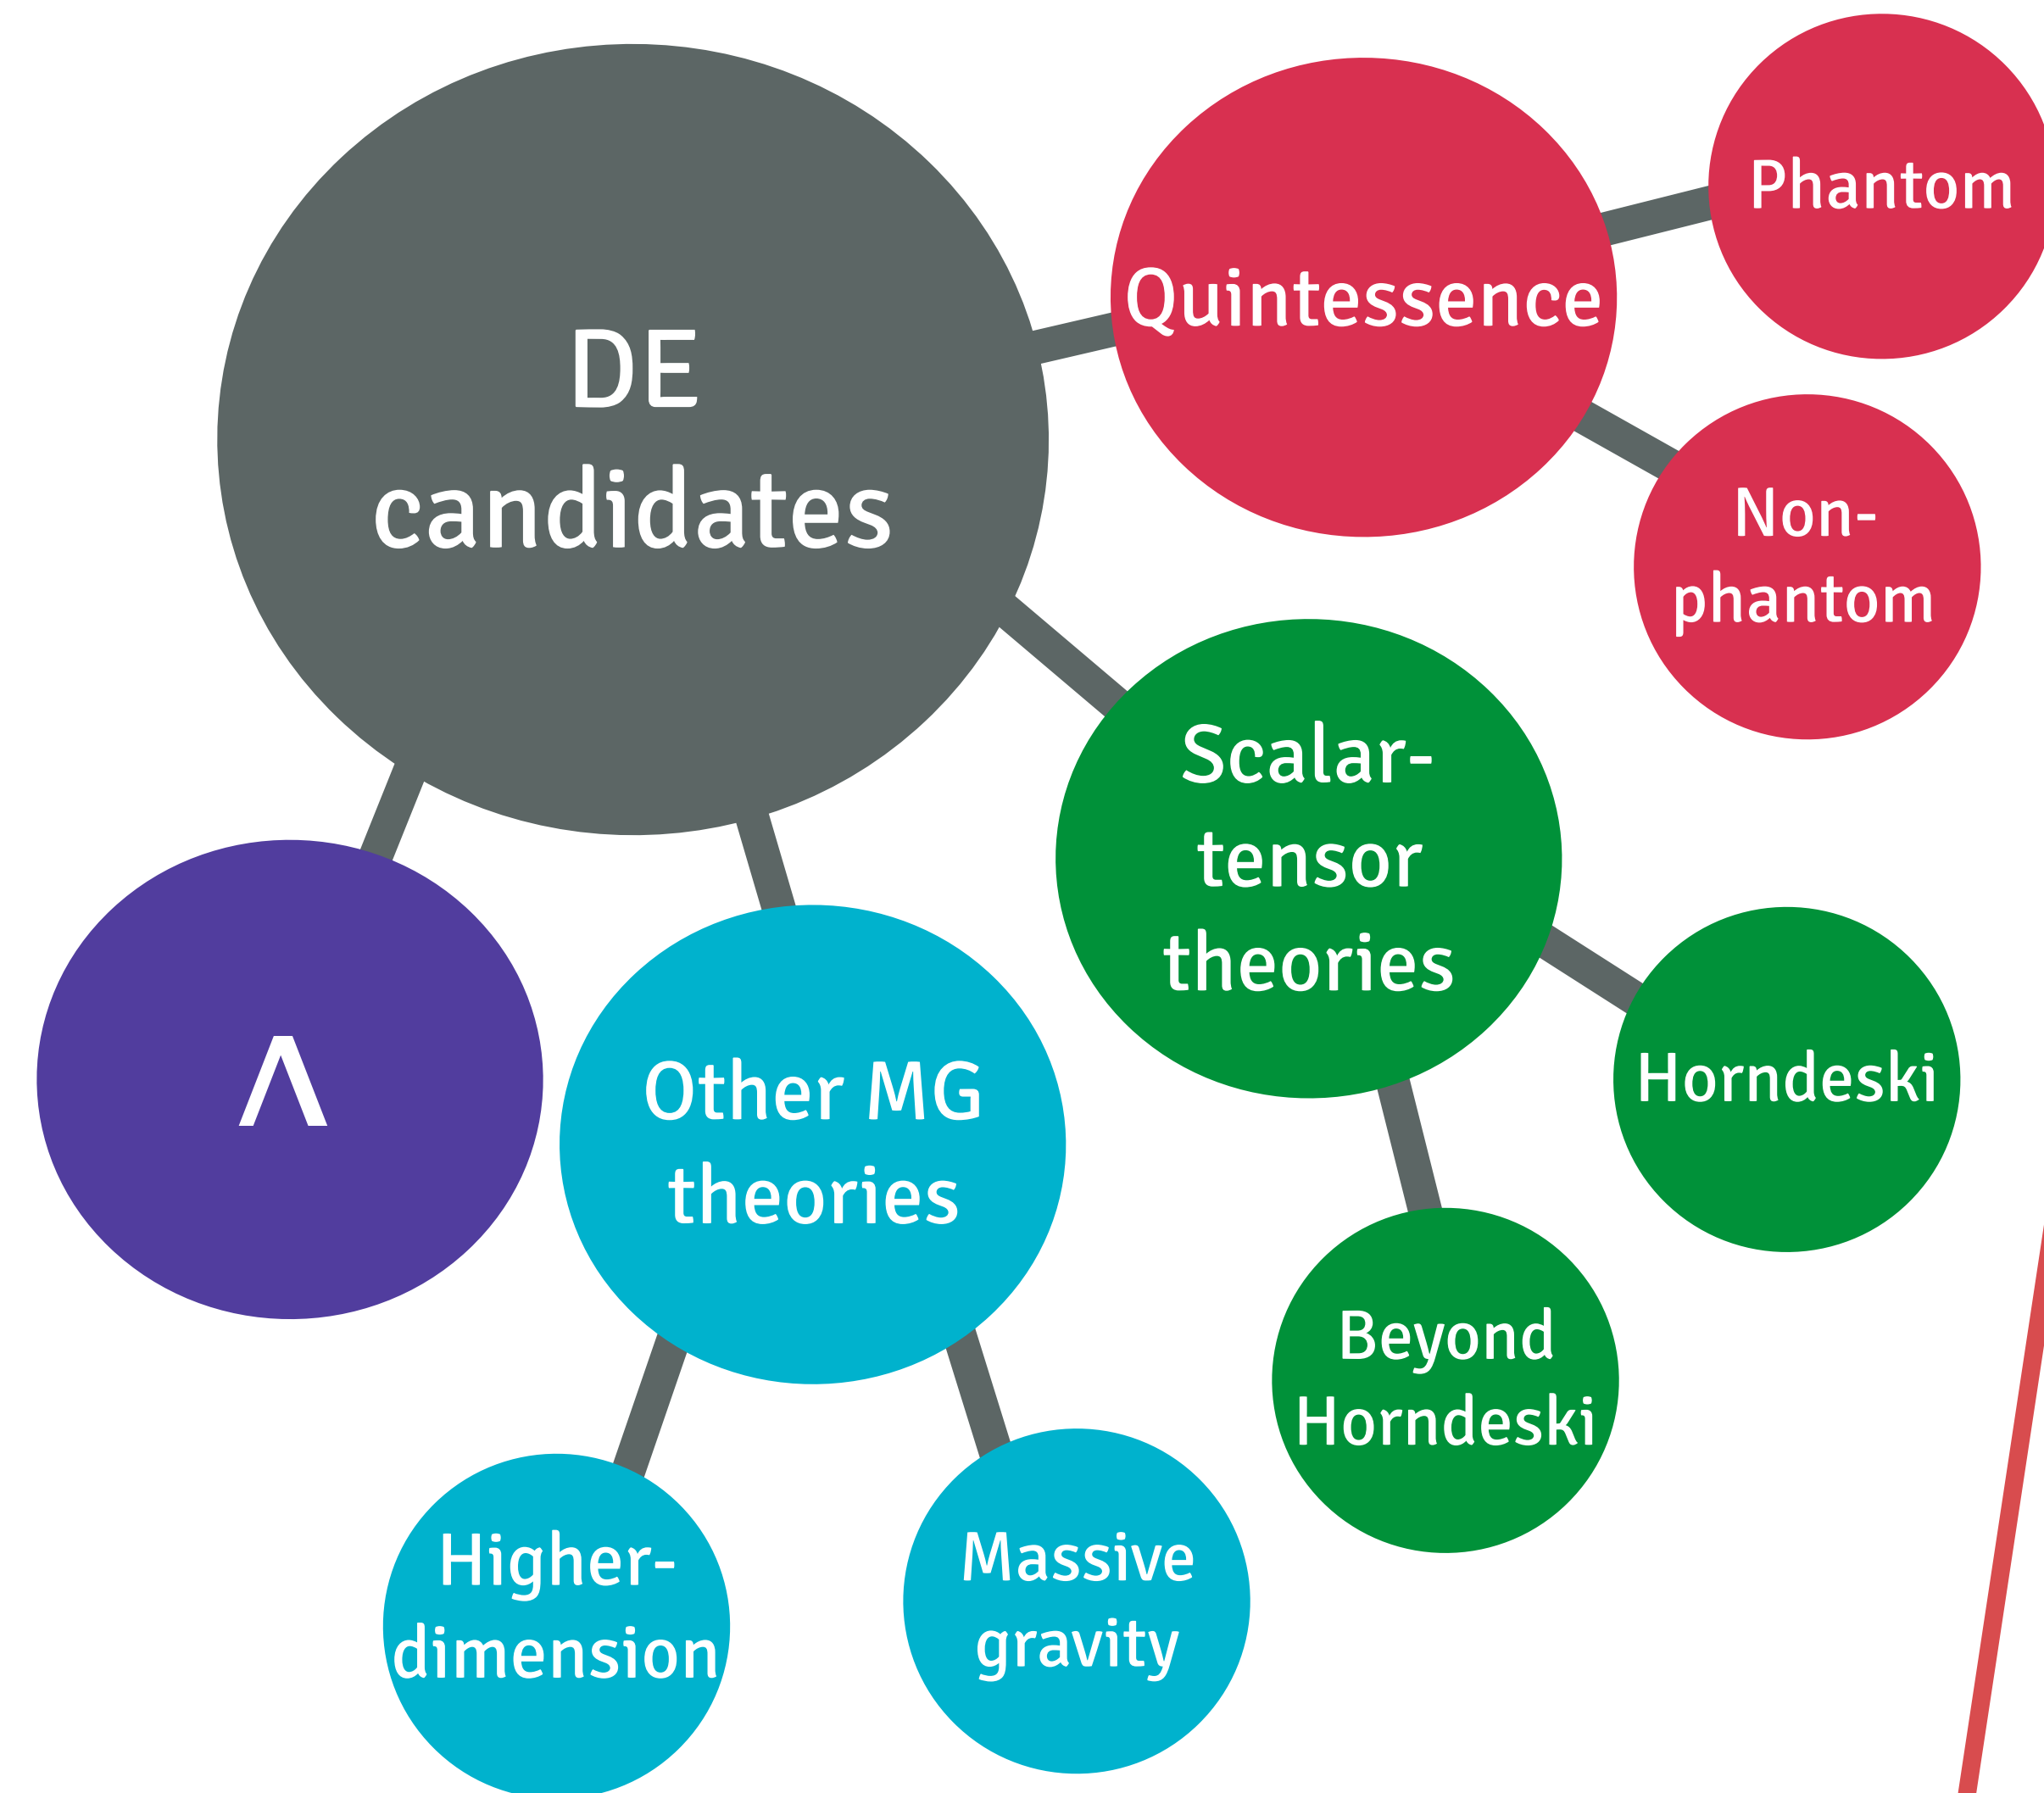 DE
candidates
Quintessence
Phantom
Non-
phantom
Scalar-
tensor
theories
Horndeski
Beyond
Horndeski
Λ
Other MG
theories
Higher-
dimension
Massive
gravity